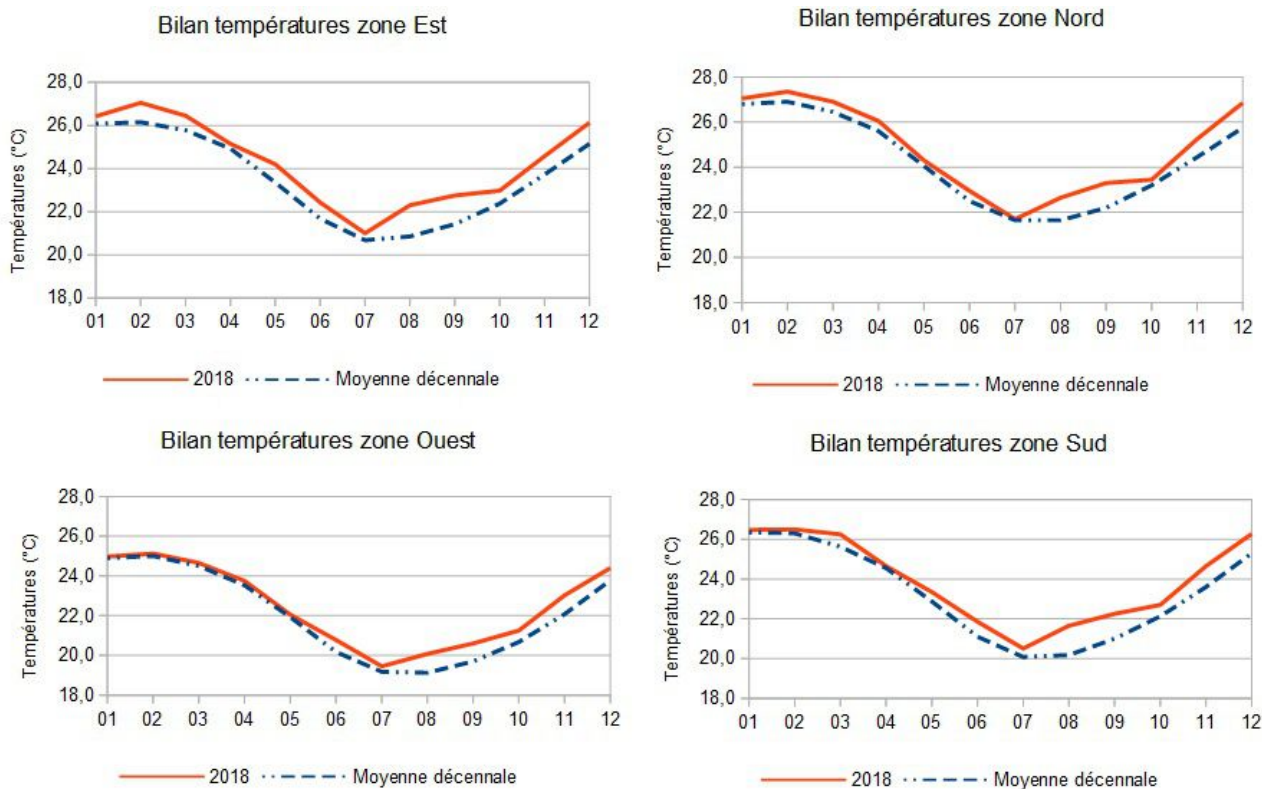 Bilan températures zone Est
Températures (°C)
28,0
26,0
24,0
22,0
20,0
18,0
01 02 03 04 05 06 07 08 09 10 11 12
2018 Moyenne décennale
Bilan températures zone Nord
Températures (°C)
28,0
26,0
24,0
22,0
20,0
18,0
01 02 03 04 05 06 07 08 09 10 11 12
2018 Moyenne décennale
Bilan températures zone Ouest
Températures (°C)
28,0
26,0
24,0
22,0
20,0
18,0
01 02 03 04 05 06 07 08 09 10 11 12
2018 Moyenne décennale
Bilan températures zone Sud
Températures (°C)
28,0
26,0
24,0
22,0
20,0
18,0
01 02 03 04 05 06 07 08 09 10 11 12
2018 Moyenne décennale